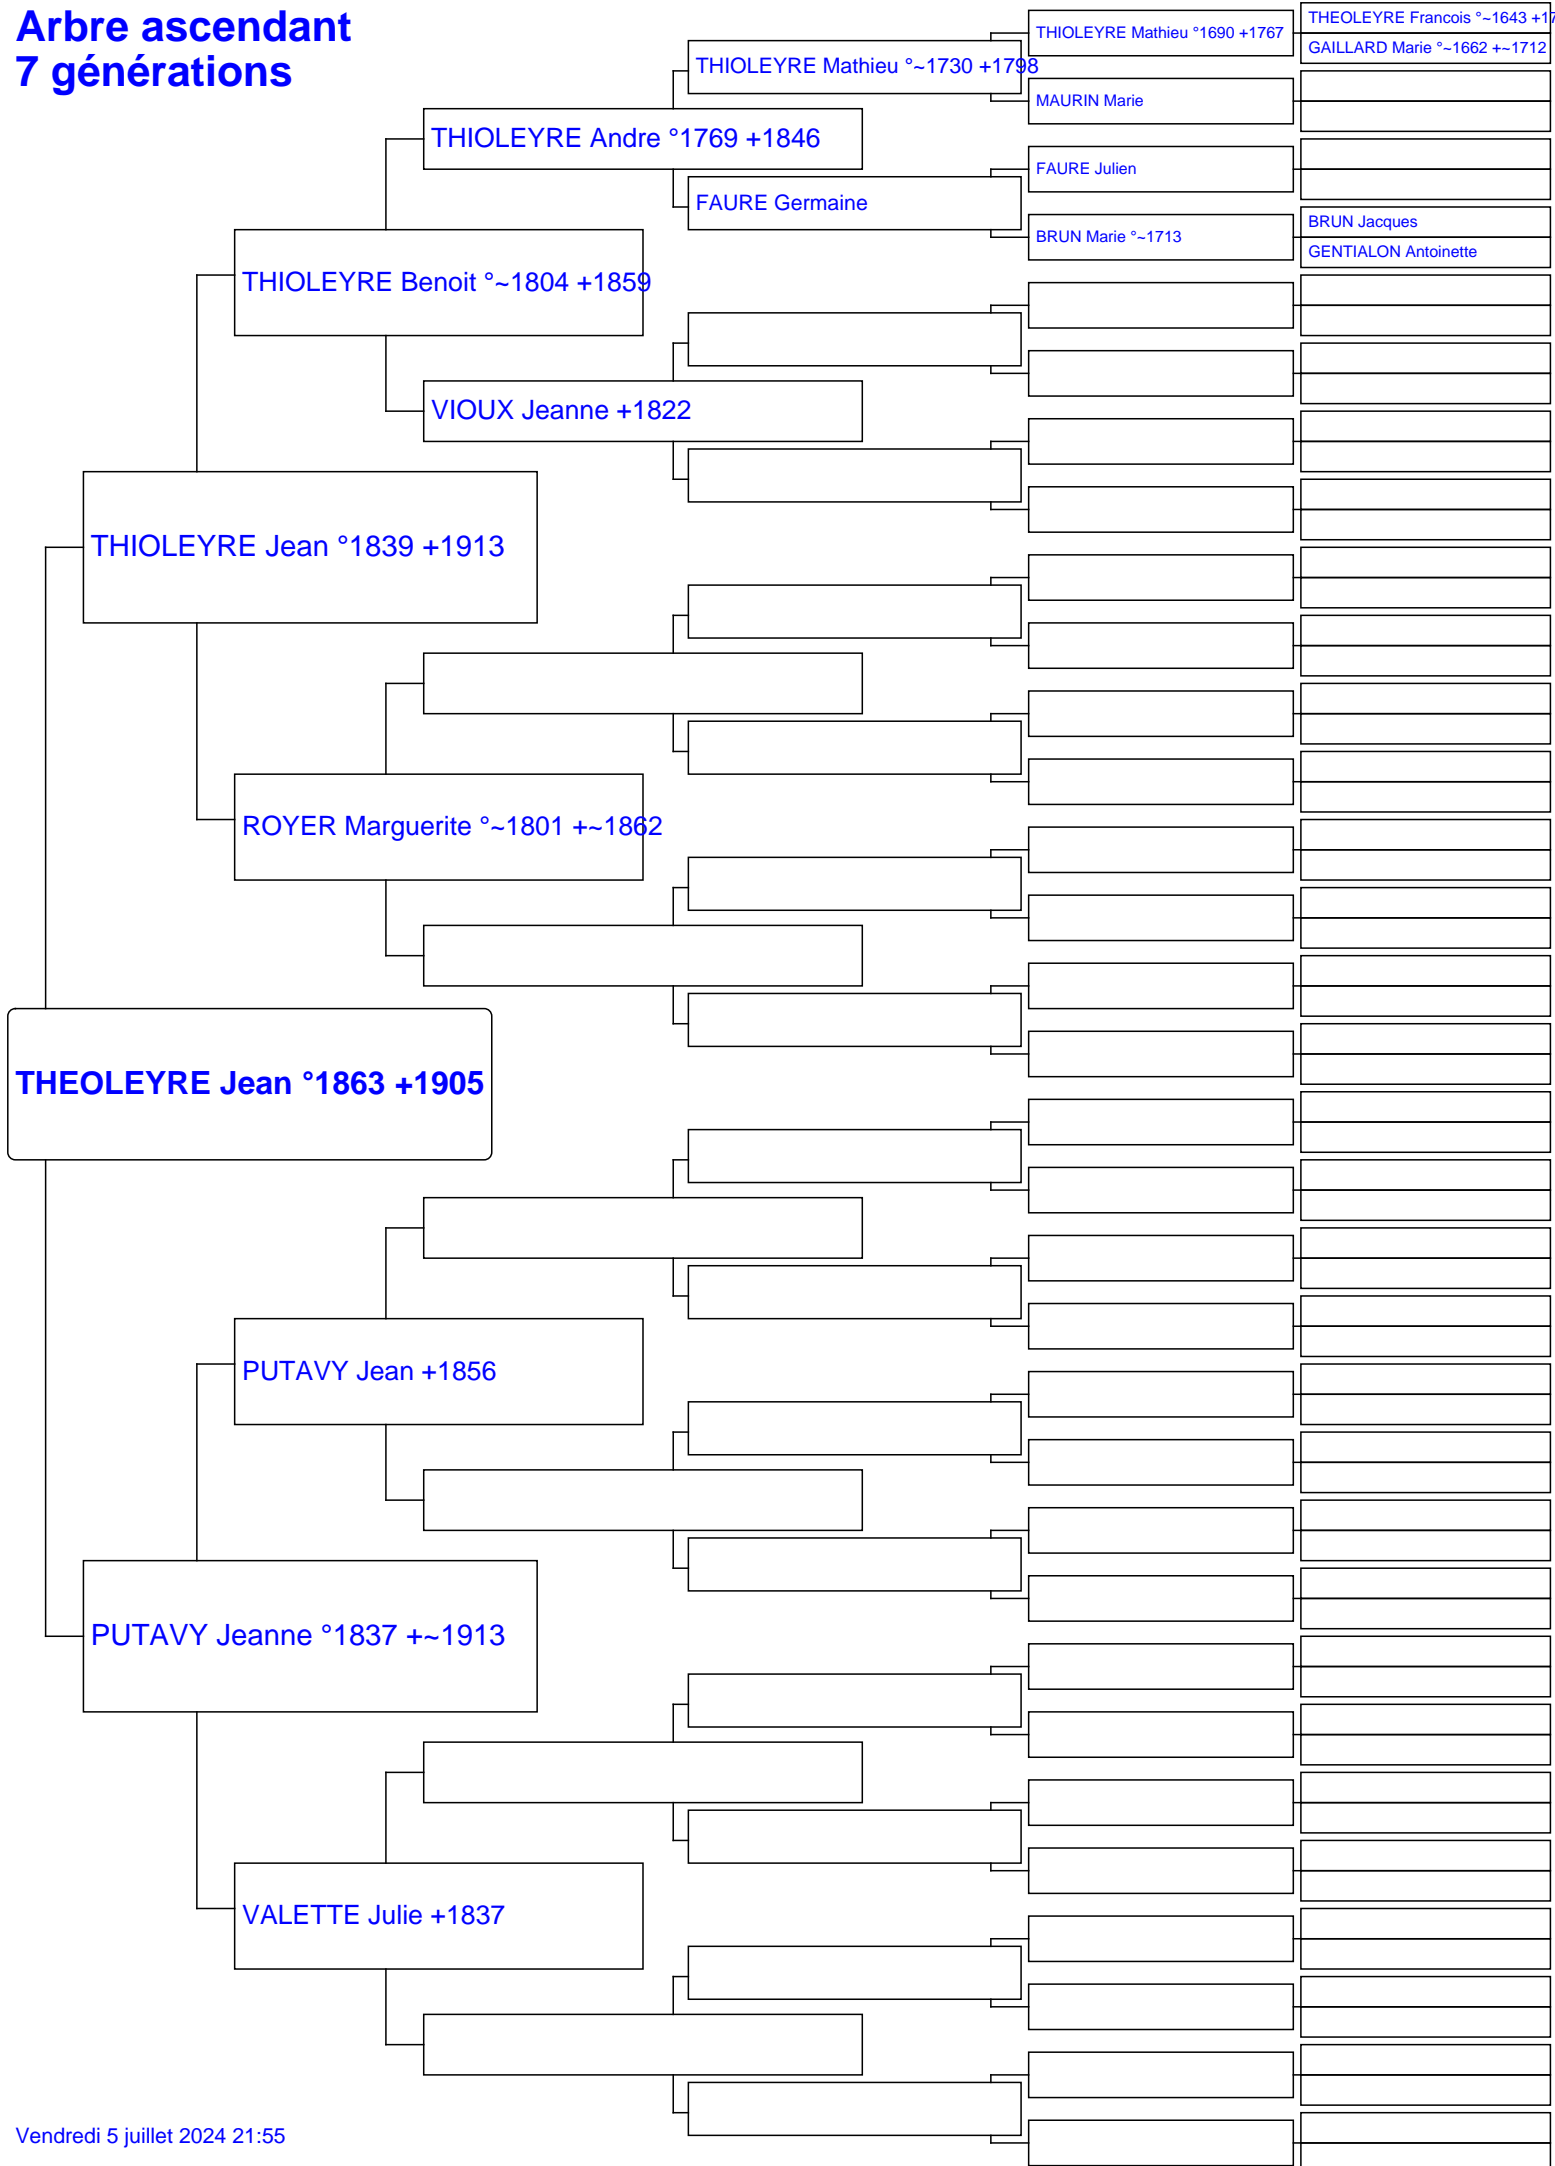 Arbre ascendant
7 générations
THEOLEYRE Francois °~1643 +17
THIOLEYRE Mathieu °1690 +1767
GAILLARD Marie °~1662 +~1712
THIOLEYRE Mathieu °~1730 +1798
MAURIN Marie
THIOLEYRE Andre °1769 +1846
FAURE Julien
FAURE Germaine
BRUN Jacques
BRUN Marie °~1713
GENTIALON Antoinette
THIOLEYRE Benoit °~1804 +1859
VIOUX Jeanne +1822
THIOLEYRE Jean °1839 +1913
ROYER Marguerite °~1801 +~1862
THEOLEYRE Jean °1863 +1905
PUTAVY Jean +1856
PUTAVY Jeanne °1837 +~1913
VALETTE Julie +1837
Vendredi 5 juillet 2024 21:55